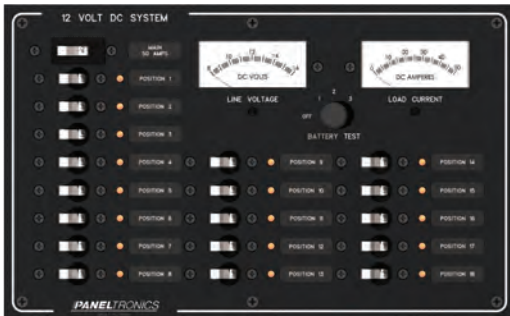 12 VOLT DC SYSTEM
MAIN
50 AMPS
POSITION 1
POSITION 2
POSITION 3
POSITION 4
POSITION 5
POSITION 6
POSITION 7
POSITION 8
DC VOLTS
LINE VOLTAGE
DC AMPERES
LOAD CURRENT
OFF 1 2 3
BATTERY TEST
POSITION 9
POSITION 10
POSITION 11
POSITION 12
POSITION 13
POSITION 14
POSITION 15
POSITION 16
POSITION 17
POSITION 18
PANELTRONICS